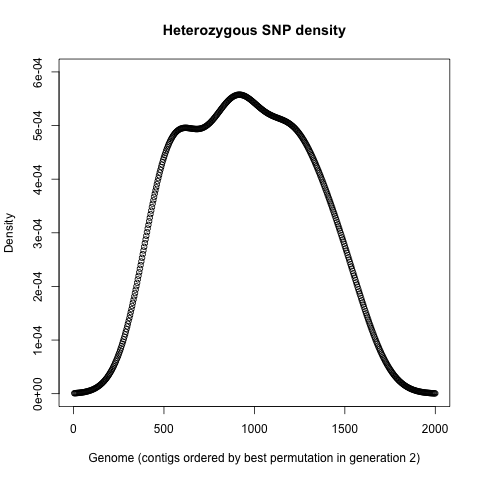 Heterozygous SNP density
6e-04
5e-04
4e-04
3e-04
2e-04
1e-04
0e+00
Density
0 500 1000 1500 2000
Genome (contigs ordered by best permutation in generation 2)